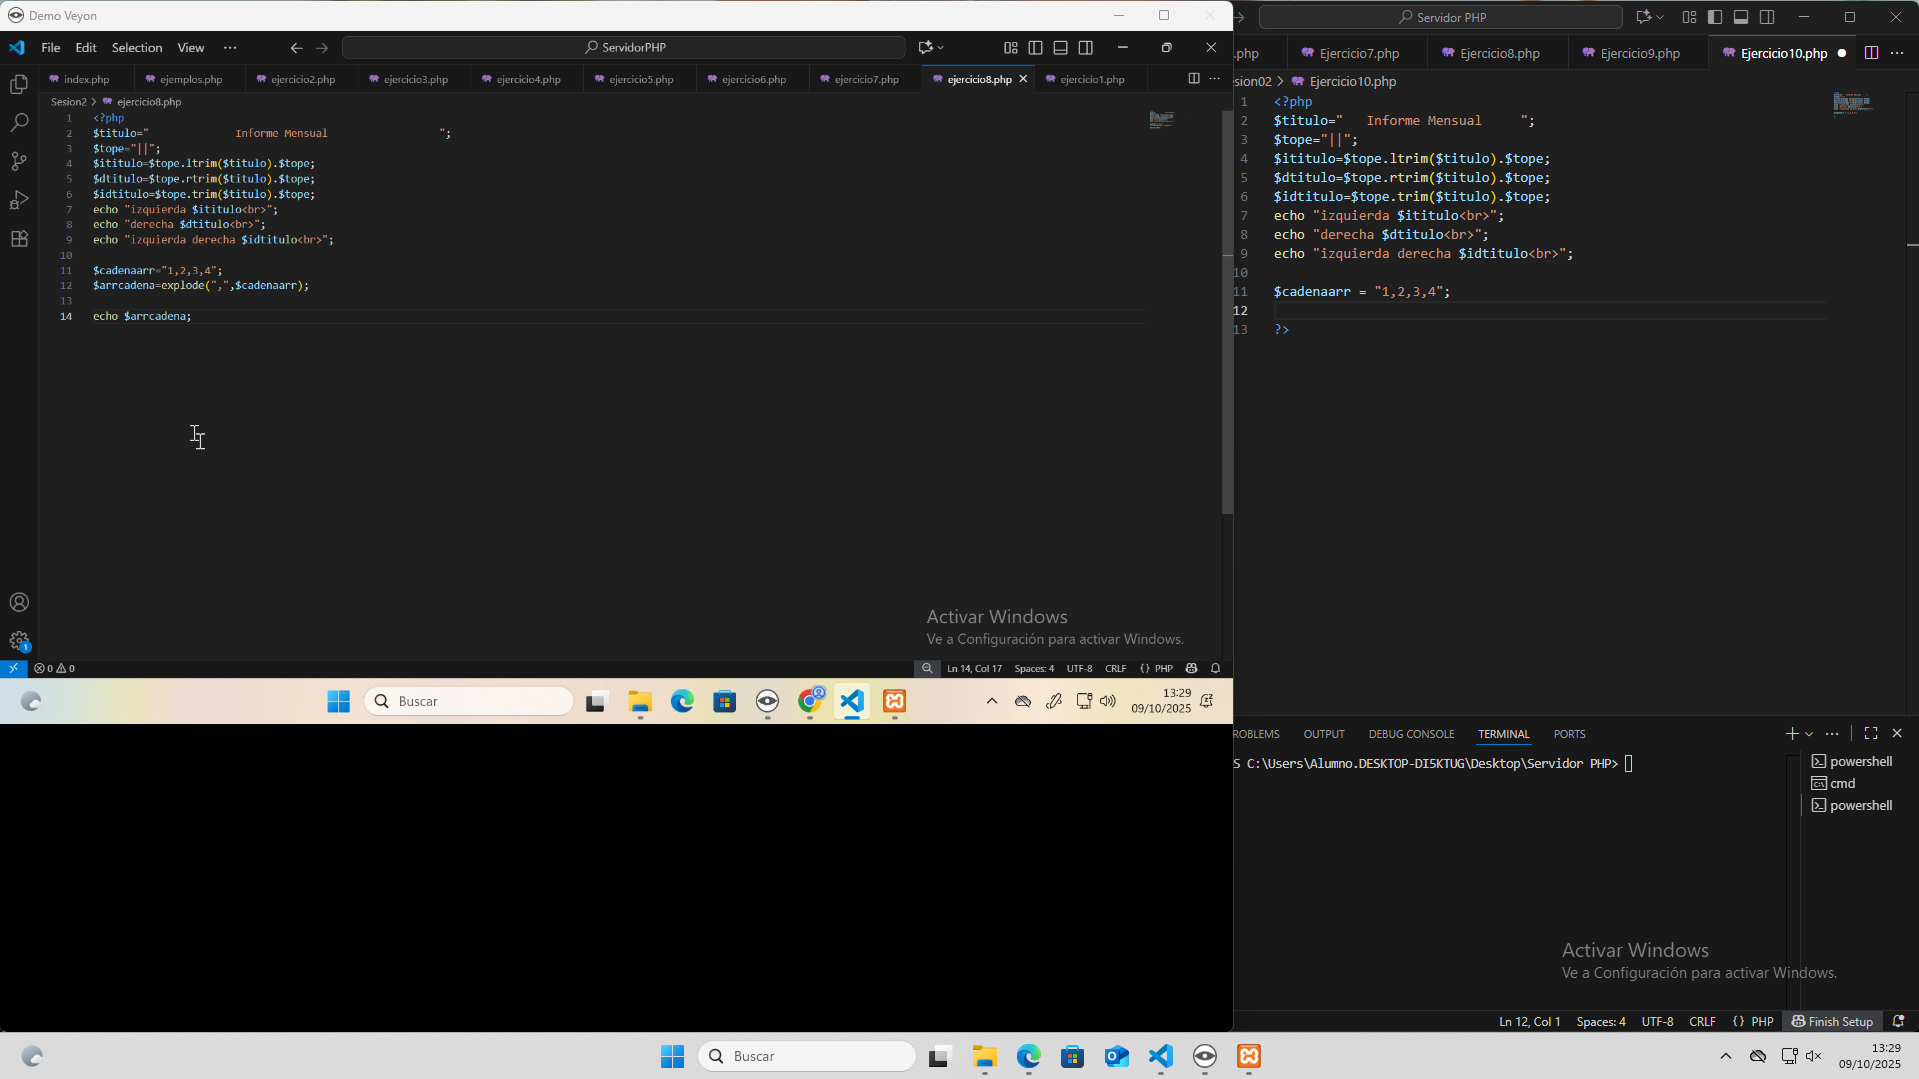 Demo Veyon
File Edit Selection View ··· ServidorPHP
index.php ejemplos.php ejercicio2.php ejercicio3.php ejercicio4.php ejercicio5.php ejercicio6.php ejercicio7.php ejercicio8.php ejercicio1.php ···
Sesion2 > ejercicio8.php
1 <?php
2 $titulo="              Informe Mensual                  ";
3 $tope="||";
4 $ititulo=$tope.ltrim($titulo).$tope;
5 $dtitulo=$tope.rtrim($titulo).$tope;
6 $idtitulo=$tope.trim($titulo).$tope;
7 echo "izquierda $ititulo<br>";
8 echo "derecha $dtitulo<br>";
9 echo "izquierda derecha $idtitulo<br>";
10
11 $cadenaarr="1,2,3,4";
12 $arrcadena=explode(",",$cadenaarr);
13
14 echo $arrcadena;
Activar Windows
Ve a Configuración para activar Windows.
1
0 0 Ln 14, Col 17 Spaces: 4 UTF-8 CRLF {} PHP
Buscar
13:29
09/10/2025
Servidor PHP
.php Ejercicio7.php Ejercicio8.php Ejercicio9.php Ejercicio10.php ···
sion02 > Ejercicio10.php
1 <?php
2 $titulo="   Informe Mensual     ";
3 $tope="||";
4 $ititulo=$tope.ltrim($titulo).$tope;
5 $dtitulo=$tope.rtrim($titulo).$tope;
6 $idtitulo=$tope.trim($titulo).$tope;
7 echo "izquierda $ititulo<br>";
8 echo "derecha $dtitulo<br>";
9 echo "izquierda derecha $idtitulo<br>";
10
11 $cadenaarr = "1,2,3,4";
12
13 ?>
ROBLEMS OUTPUT DEBUG CONSOLE TERMINAL PORTS
S C:\Users\Alumno.DESKTOP-DI5KTUG\Desktop\Servidor PHP>
powershell
cmd
powershell
Activar Windows
Ve a Configuración para activar Windows.
Ln 12, Col 1 Spaces: 4 UTF-8 CRLF {} PHP Finish Setup
Buscar
13:29
09/10/2025